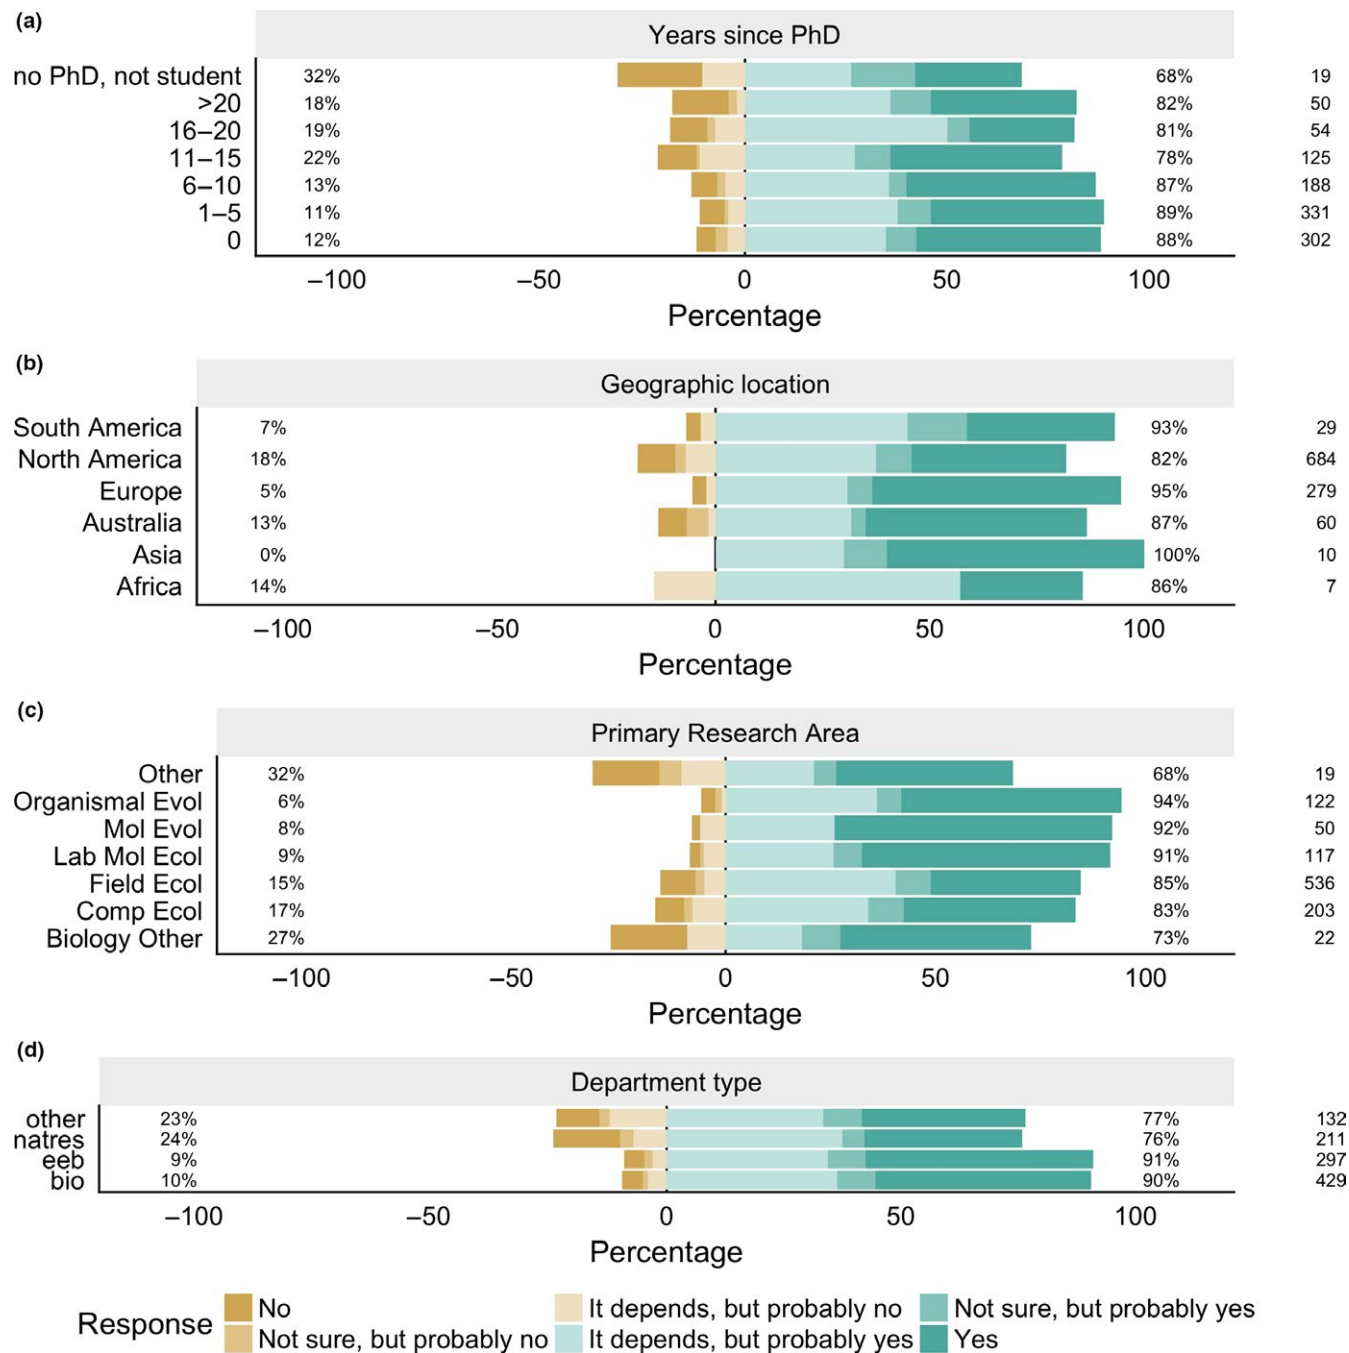 (a)
Years since PhD
no PhD, not student 32% 68% 19
>20 18% 82% 50
16–20 19% 81% 54
11–15 22% 78% 125
6–10 13% 87% 188
1–5 11% 89% 331
0 12% 88% 302
–100 –50 0 50 100
Percentage
(b)
Geographic location
South America 7% 93% 29
North America 18% 82% 684
Europe 5% 95% 279
Australia 13% 87% 60
Asia 0% 100% 10
Africa 14% 86% 7
–100 –50 0 50 100
Percentage
(c)
Primary Research Area
Other 32% 68% 19
Organismal Evol 6% 94% 122
Mol Evol 8% 92% 50
Lab Mol Ecol 9% 91% 117
Field Ecol 15% 85% 536
Comp Ecol 17% 83% 203
Biology Other 27% 73% 22
–100 –50 0 50 100
Percentage
(d)
Department type
other 23% 77% 132
natres 24% 76% 211
eeb 9% 91% 297
bio 10% 90% 429
–100 –50 0 50 100
Percentage
Response
No It depends, but probably no Not sure, but probably yes
Not sure, but probably no It depends, but probably yes Yes